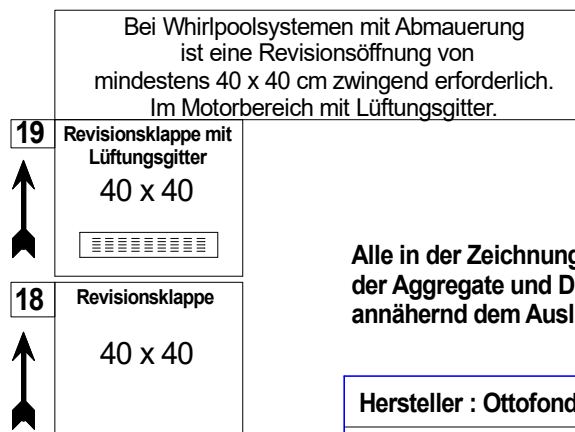 Bei Whirlpoolsystemen mit Abmauerung
ist eine Revisionsöffnung von
mindestens 40 x 40 cm zwingend erforderlich.
Im Motorbereich mit Lüftungsgitter.
19
Revisionsklappe mit
Lüftungsgitter
40 x 40
Alle in der Zeichnung
der Aggregate und D
annähernd dem Ausl
18
Revisionsklappe
40 x 40
Hersteller : Ottofond